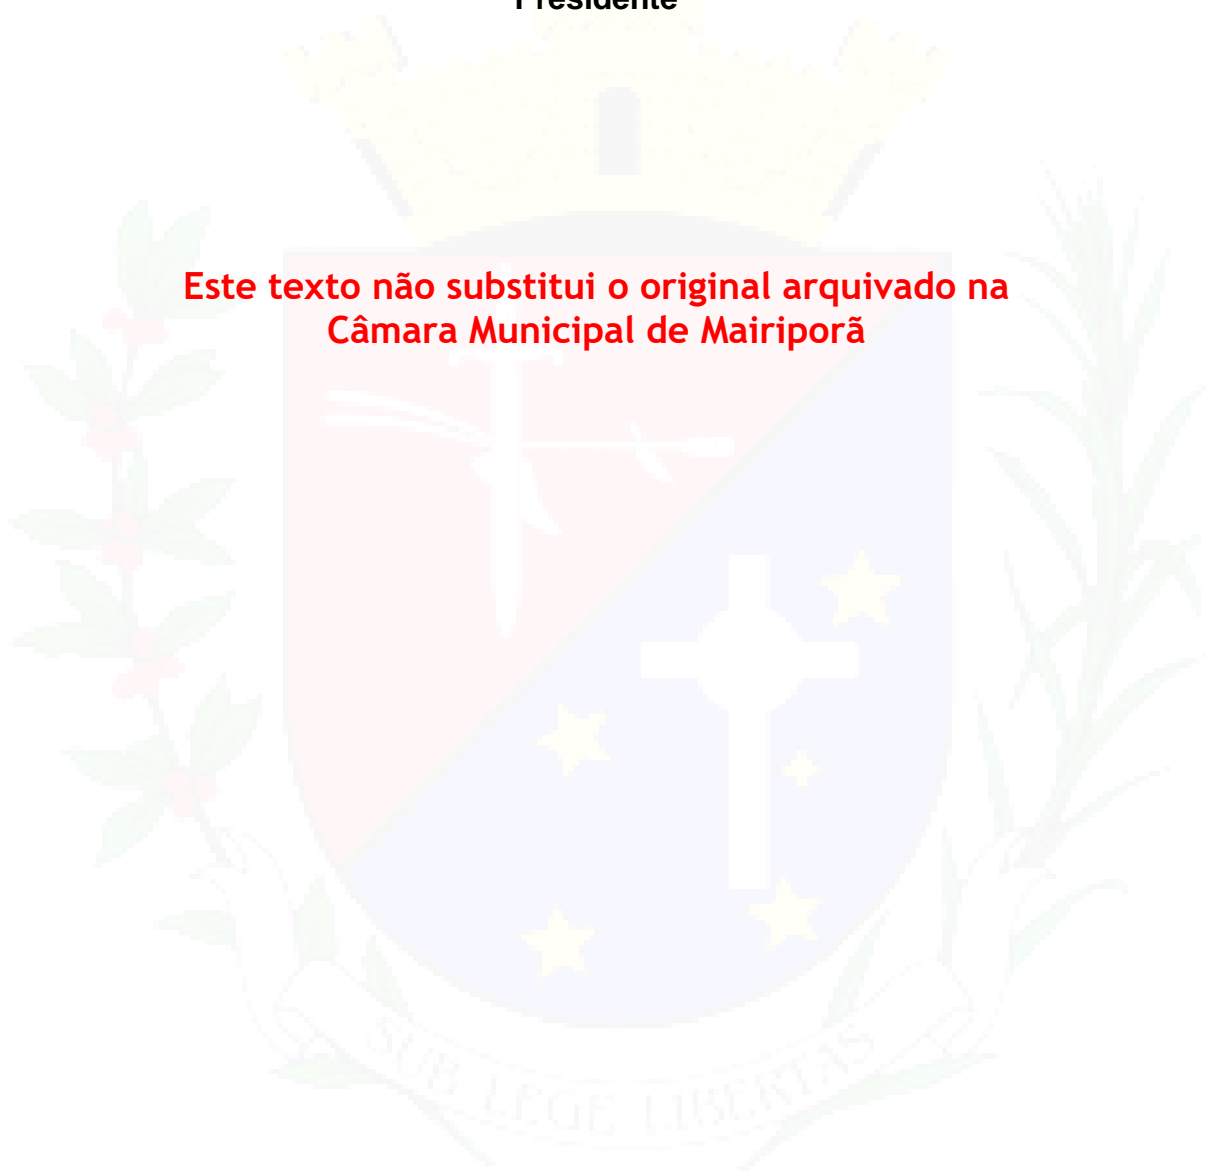 Presidente
Este texto não substitui o original arquivado na
Câmara Municipal de Mairiporã
SUB LEGE LIBERTAS